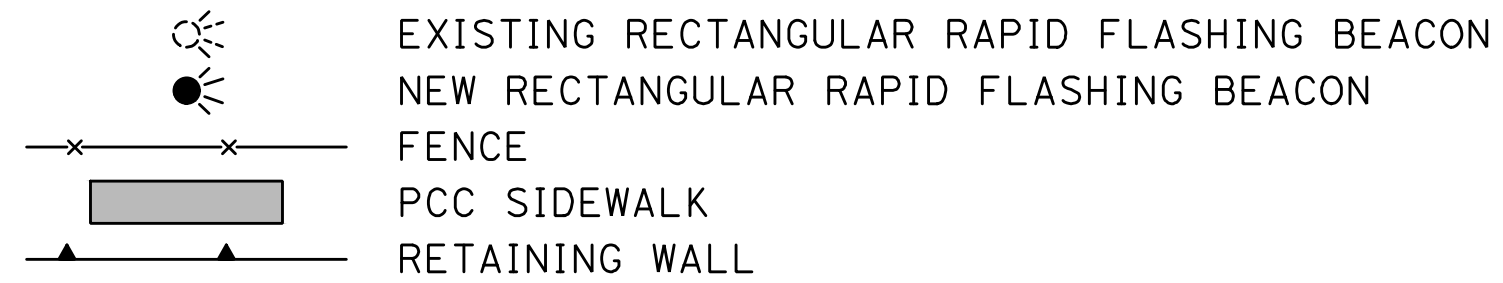 EXISTING RECTANGULAR RAPID FLASHING BEACON
NEW RECTANGULAR RAPID FLASHING BEACON
FENCE
PCC SIDEWALK
RETAINING WALL